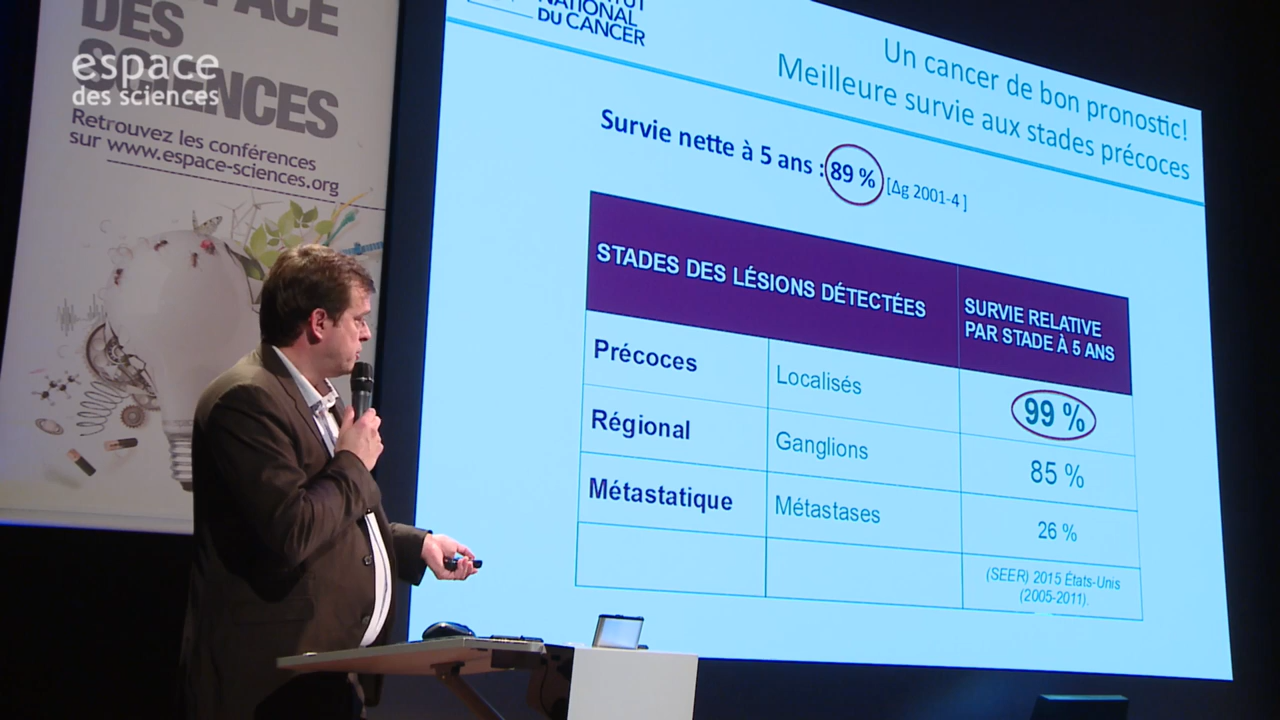 DES
SCIENCES
espace
des sciences
Retrouvez les conférences
sur www.espace-sciences.org
NATIONAL
DU CANCER
Un cancer de bon pronostic!
Meilleure survie aux stades précoces
Survie nette à 5 ans : 89 % [Δg 2001-4 ]
STADES DES LÉSIONS DÉTECTÉES
SURVIE RELATIVE
PAR STADE À 5 ANS
Précoces
Localisés
99 %
Régional
Ganglions
85 %
Métastatique
Métastases
26 %
(SEER) 2015 États-Unis
(2005-2011).